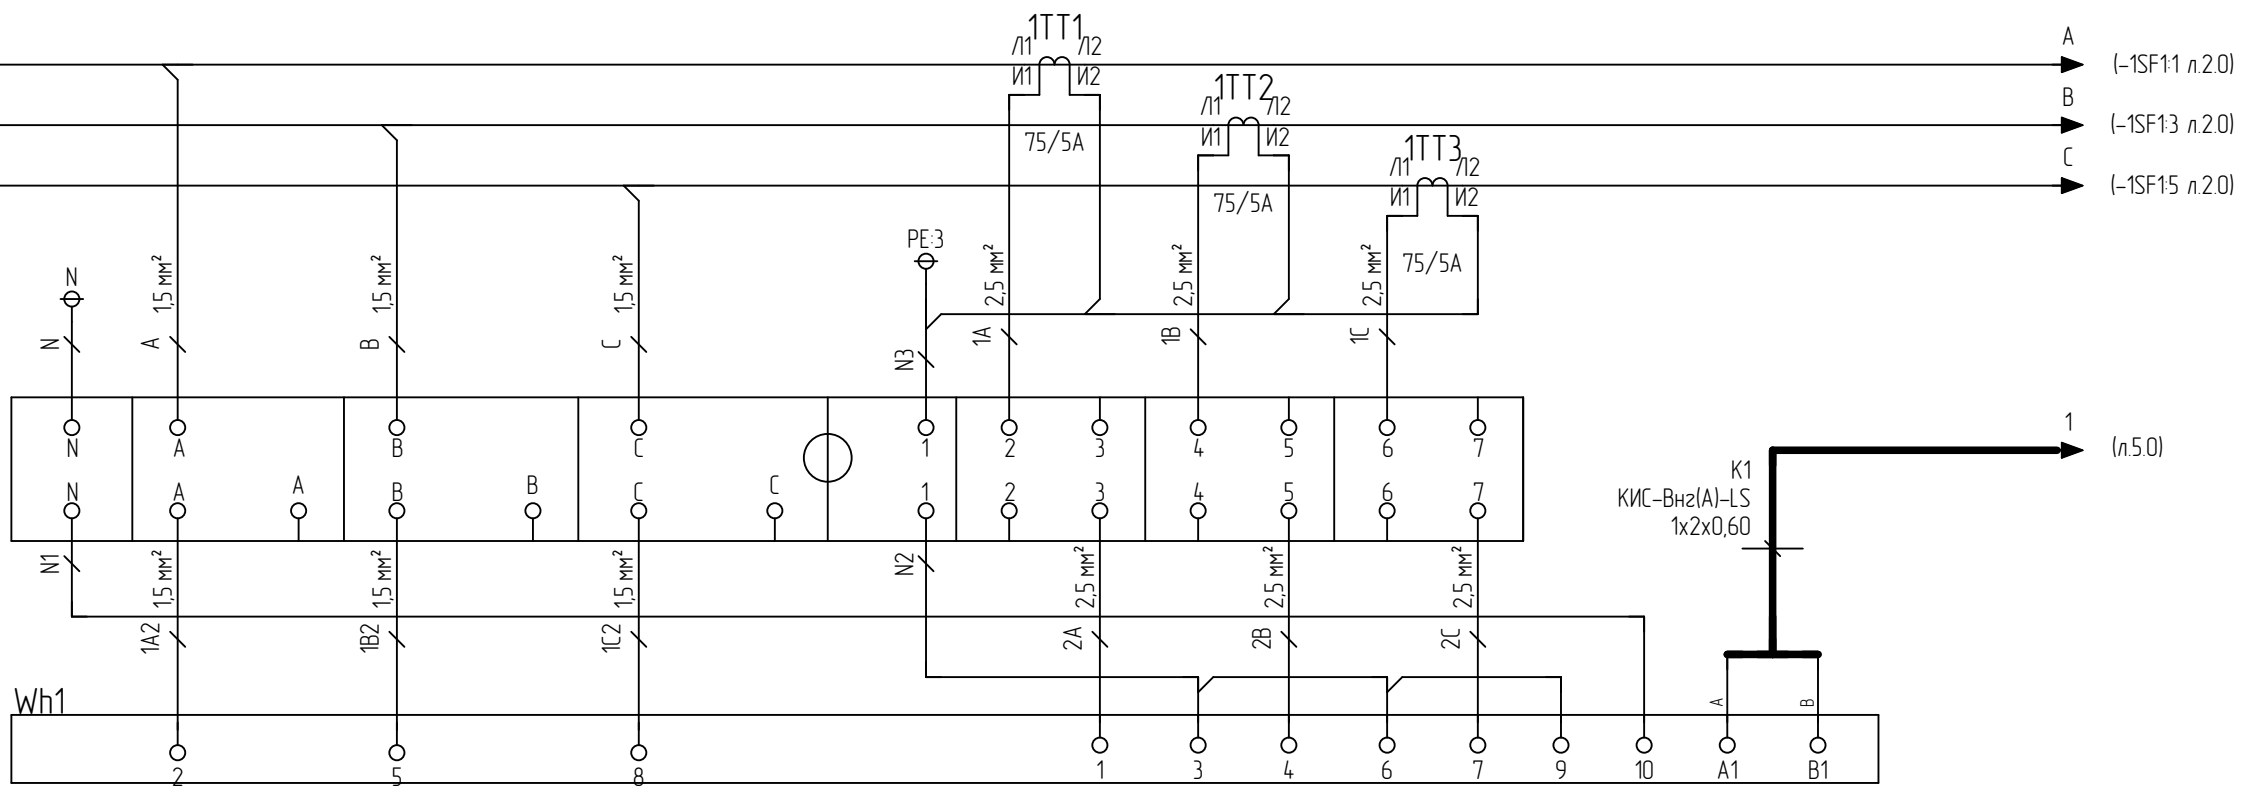 1ТТ1
Л1 Л2
И1 И2
75/5А
1ТТ2
Л1 Л2
И1 И2
75/5А
1ТТ3
Л1 Л2
И1 И2
75/5А
A
(-1SF1:1 л.2.0)
B
(-1SF1:3 л.2.0)
C
(-1SF1:5 л.2.0)
N
PE:3
1,5 мм²
1,5 мм²
1,5 мм²
2,5 мм²
2,5 мм²
2,5 мм²
N
A
B
C
N3
1A
1B
1C
N A B C 1 2 3 4 5 6 7
N A A B B C C 1 2 3 4 5 6 7
N1
1,5 мм²
1,5 мм²
1,5 мм²
N2
2,5 мм²
2,5 мм²
2,5 мм²
1A2
1B2
1C2
2A
2B
2C
1
(л.5.0)
К1
КИС-Внг(А)-LS
1х2х0,60
A B
Wh1
2 5 8 1 3 4 6 7 9 10 A1 B1